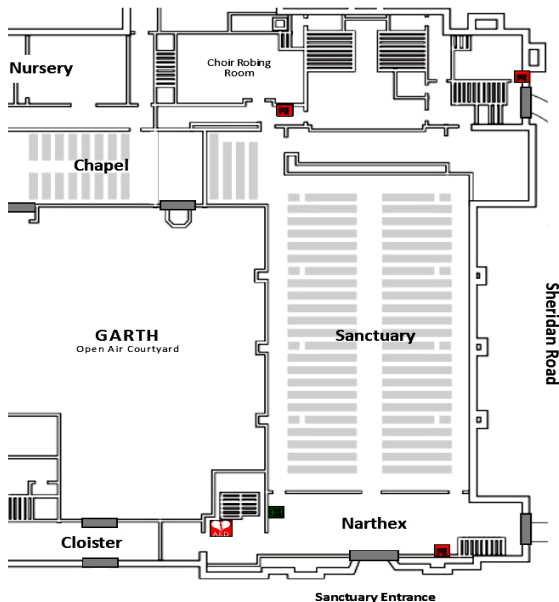 Nursery
Choir Robing
Room
Chapel
GARTH
Open Air Courtyard
Sanctuary
Sheridan Road
Narthex
AED
Cloister
Sanctuary Entrance